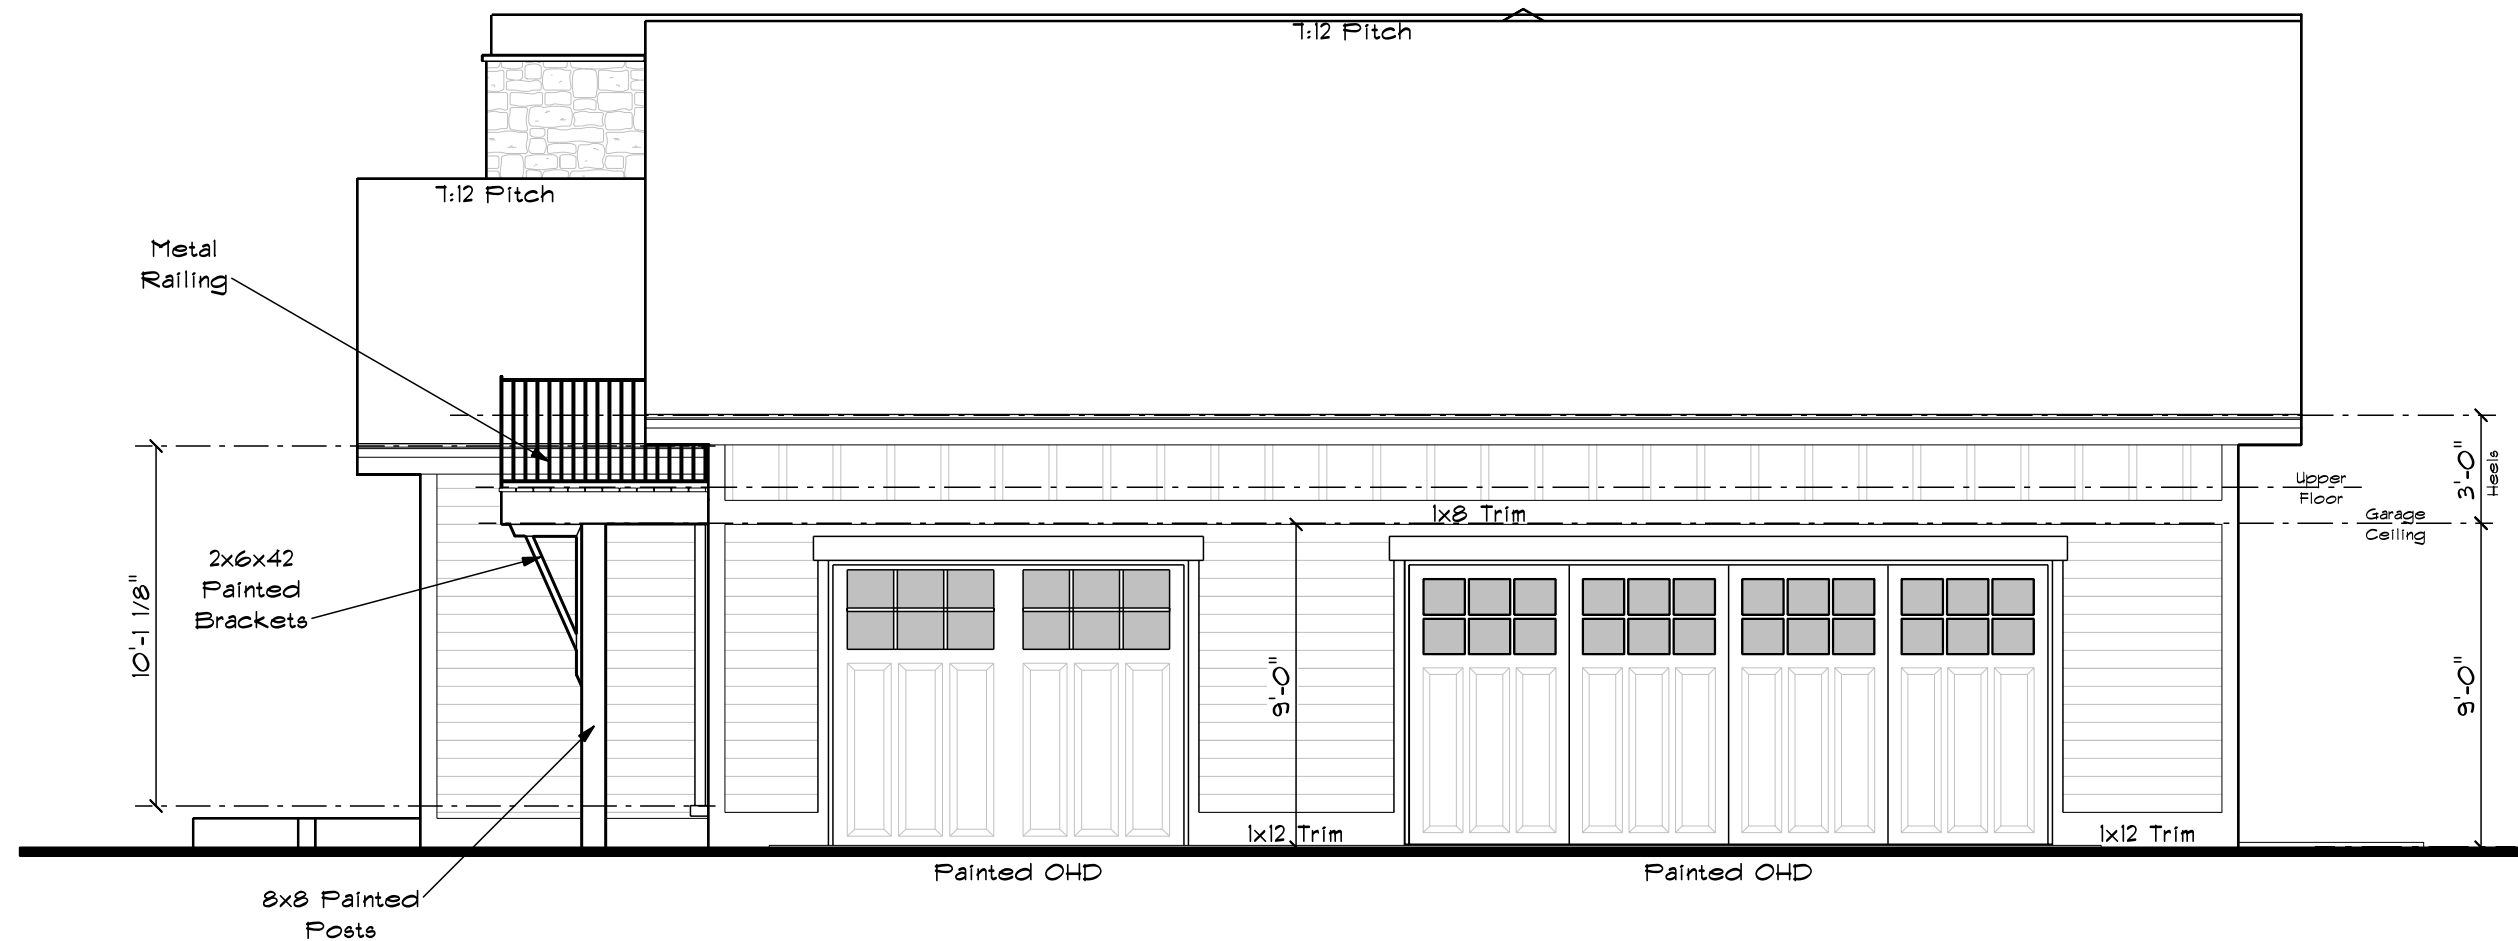 7:12 Pitch
7:12 Pitch
Metal
Railing
3'-0"
Heels
Upper
Floor
1x8 Trim
Garage
Ceiling
2x6x42
Painted
Brackets
10'-1 1/8"
9'-0"
9'-0"
1x12 Trim
1x12 Trim
Painted OHD
Painted OHD
8x8 Painted
Posts